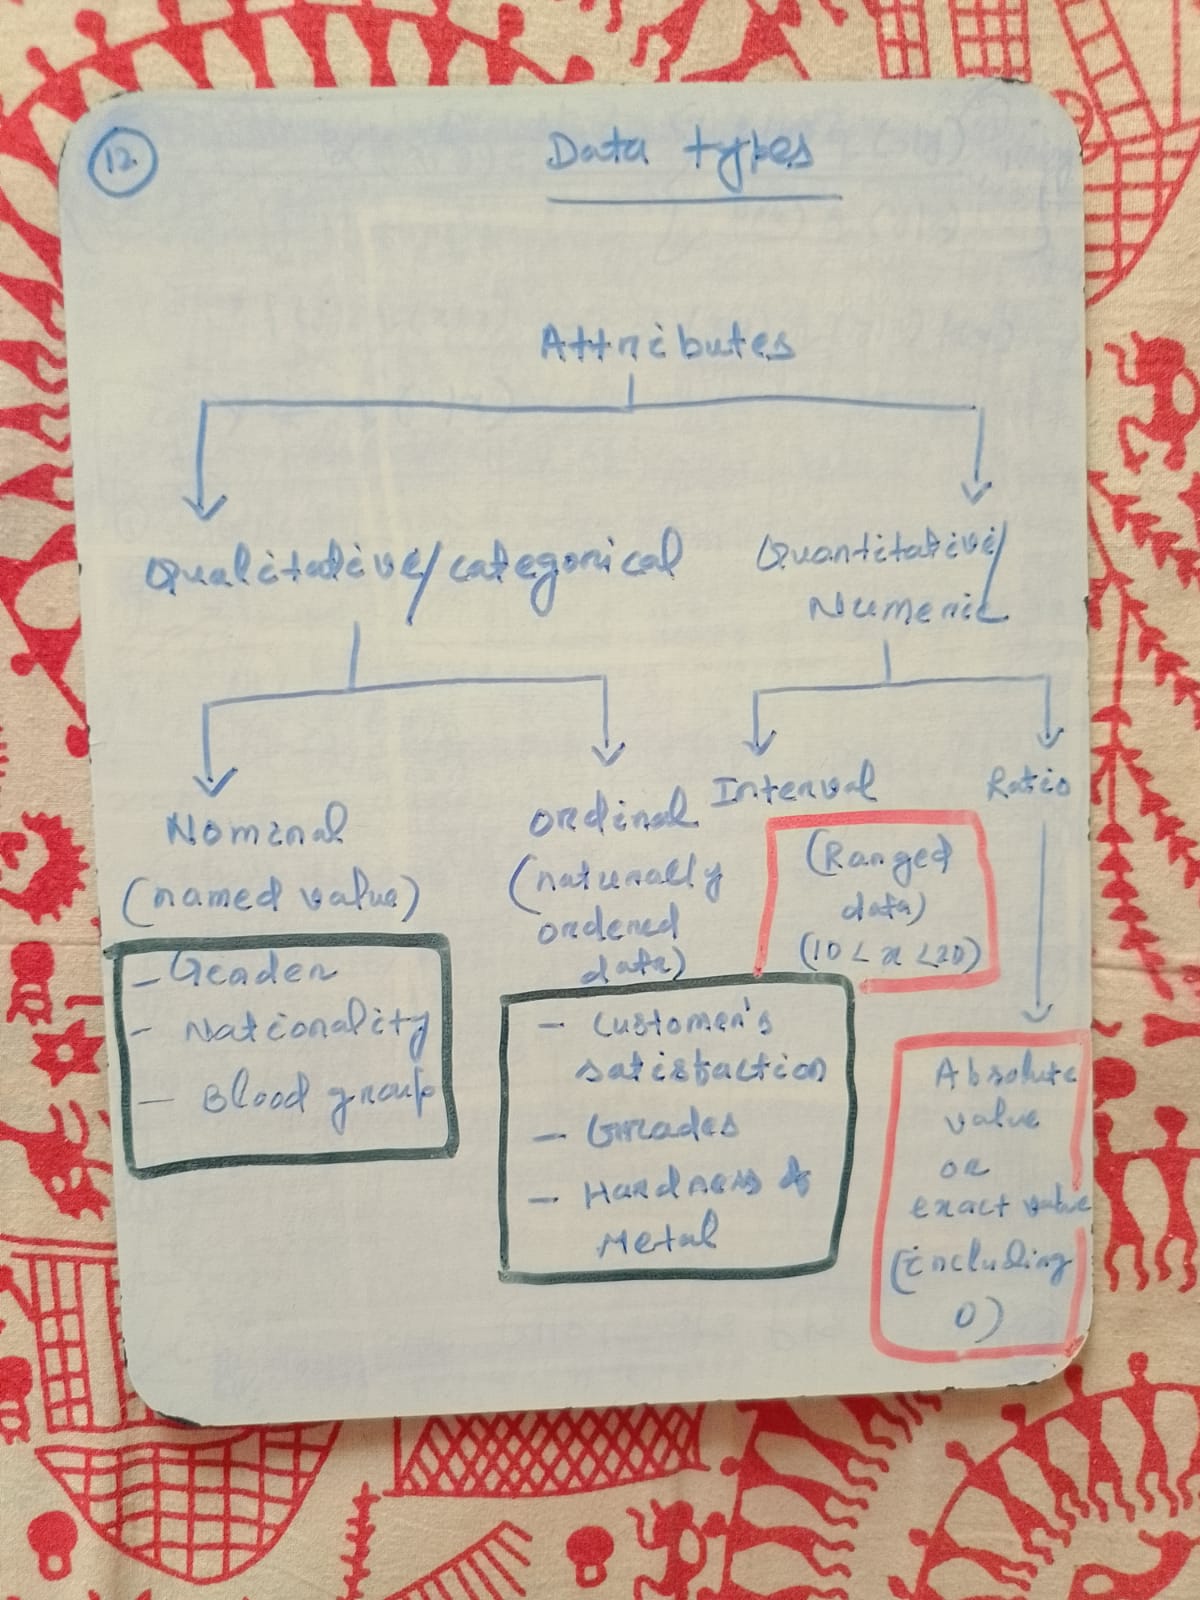 12.
Data types
Attributes
Qualitative/categorical
Quantitative/
Numeric
Nominal
(named value)
- Gender
- Nationality
- Blood group
ordinal
(naturally
ordered
data)
- Customer's
satisfaction
- Grades
- Hardness of
Metal
Interval
(Ranged
data)
(10 < x < 20)
Ratio
Absolute
value
or
exact value
(including
0)